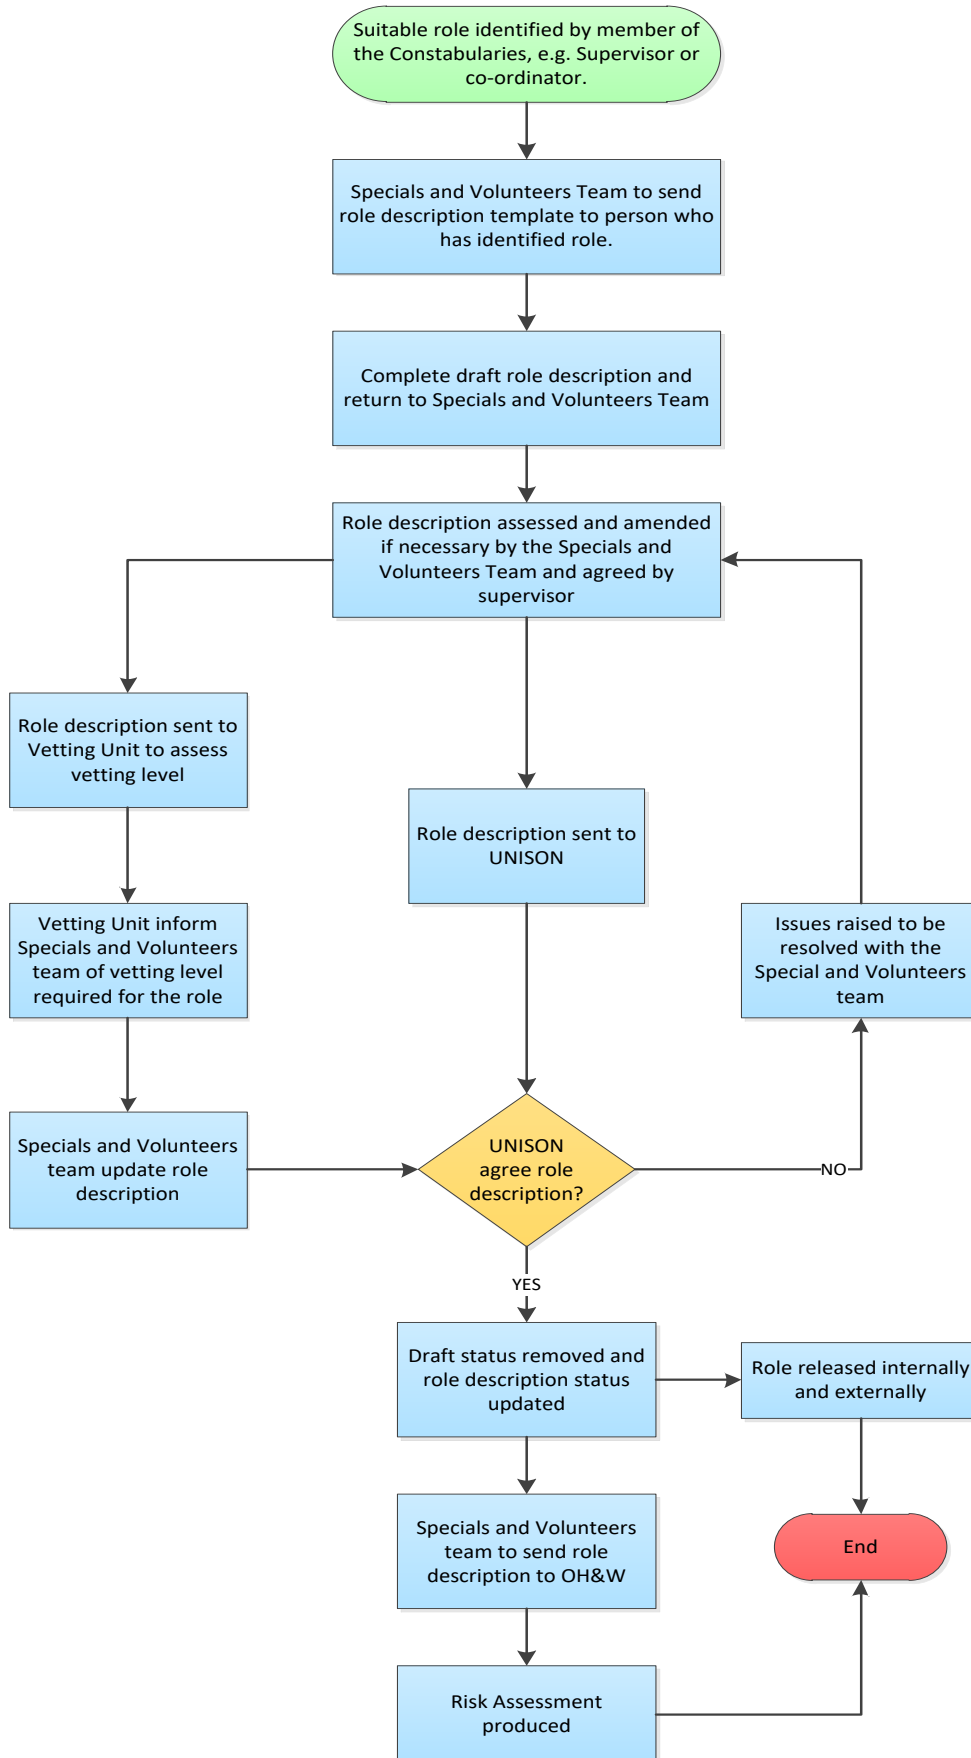 Suitable role identified by member of
the Constabularies, e.g. Supervisor or
co-ordinator.
Specials and Volunteers Team to send
role description template to person who
has identified role.
Complete draft role description and
return to Specials and Volunteers Team
Role description assessed and amended
if necessary by the Specials and
Volunteers Team and agreed by
supervisor
Role description sent to
Vetting Unit to assess
vetting level
Role description sent to
UNISON
Vetting Unit inform
Specials and Volunteers
team of vetting level
required for the role
Issues raised to be
resolved with the
Special and Volunteers
team
Specials and Volunteers
team update role
description
UNISON
agree role
description?
NO
YES
Draft status removed and
role description status
updated
Role released internally
and externally
Specials and Volunteers
team to send role
description to OH&W
End
Risk Assessment
produced